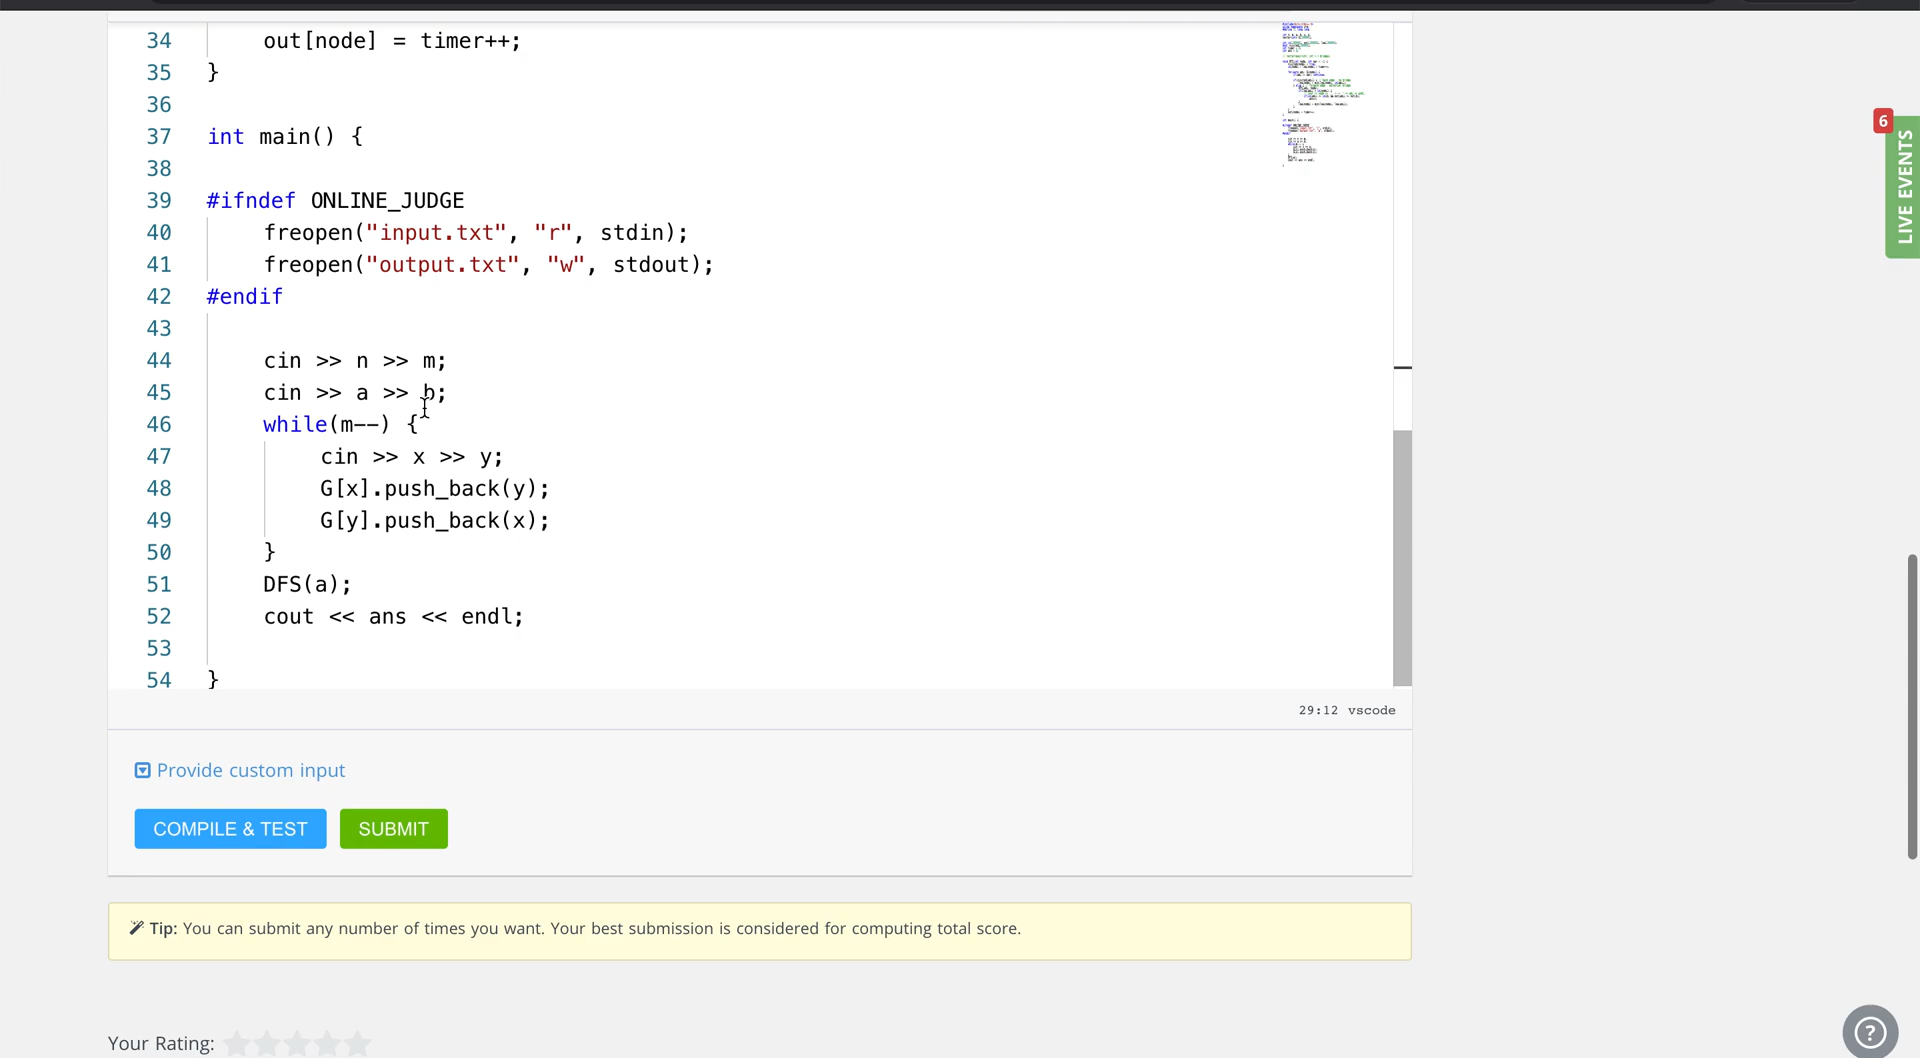 34 out[node] = timer++;
35 }
36
37 int main() {
38
39 #ifndef ONLINE_JUDGE
40 freopen("input.txt", "r", stdin);
41 freopen("output.txt", "w", stdout);
42 #endif
43
44 cin >> n >> m;
45 cin >> a >> b;
46 while(m--) {
47 cin >> x >> y;
48 G[x].push_back(y);
49 G[y].push_back(x);
50 }
51 DFS(a);
52 cout << ans << endl;
53
54 }
29:12 vscode
Provide custom input
COMPILE & TEST SUBMIT
Tip: You can submit any number of times you want. Your best submission is considered for computing total score.
Your Rating:
6
LIVE EVENTS
?